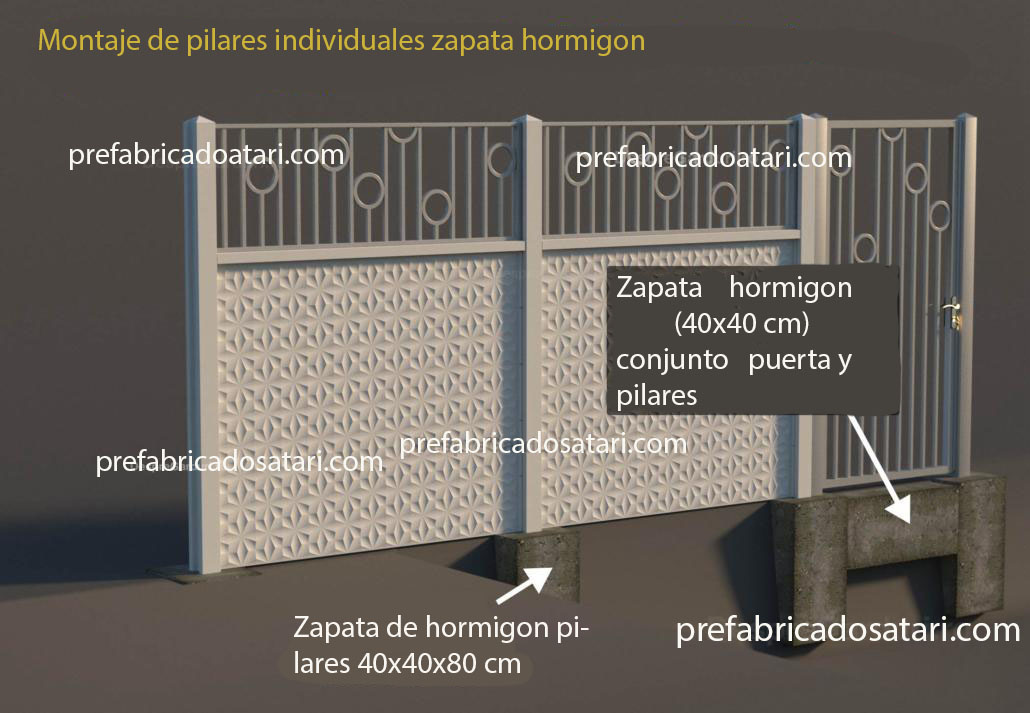 Montaje de pilares individuales zapata hormigon
prefabricadoatari.com
prefabricadoatari.com
Zapata hormigon
(40x40 cm)
conjunto puerta y
pilares
prefabricadosatari.com
prefabricadosatari.com
Zapata de hormigon pi-
lares 40x40x80 cm
prefabricadosatari.com